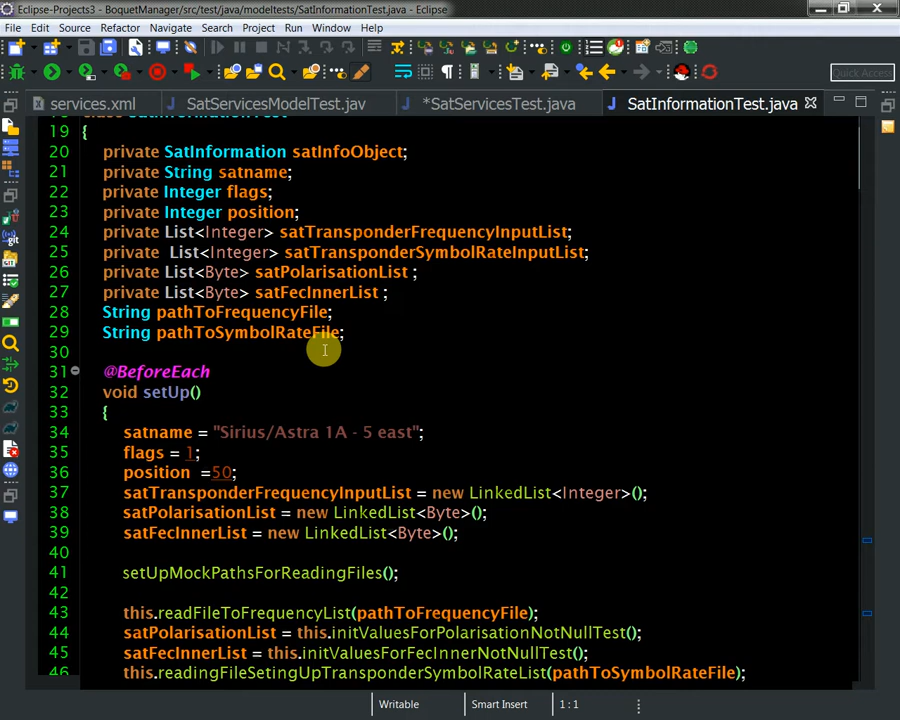 Eclipse-Projects3 - BoquetManager/src/test/java/modeltests/SatInformationTest.java - Eclipse
File Edit Source Refactor Navigate Search Project Run Window Help
Quick Access
services.xml SatServicesModelTest.jav *SatServicesTest.java SatInformationTest.java
19 {
20 private SatInformation satInfoObject;
21 private String satname;
22 private Integer flags;
23 private Integer position;
24 private List<Integer> satTransponderFrequencyInputList;
25 private List<Integer> satTransponderSymbolRateInputList;
26 private List<Byte> satPolarisationList ;
27 private List<Byte> satFecInnerList ;
28 String pathToFrequencyFile;
29 String pathToSymbolRateFile;
30
31 @BeforeEach
32 void setUp()
33 {
34 satname = "Sirius/Astra 1A - 5 east";
35 flags = 1;
36 position =50;
37 satTransponderFrequencyInputList = new LinkedList<Integer>();
38 satPolarisationList = new LinkedList<Byte>();
39 satFecInnerList = new LinkedList<Byte>();
40
41 setUpMockPathsForReadingFiles();
42
43 this.readFileToFrequencyList(pathToFrequencyFile);
44 satPolarisationList = this.initValuesForPolarisationNotNullTest();
45 satFecInnerList = this.initValuesForFecInnerNotNullTest();
46 this.readingFileSetingUpTransponderSymbolRateList(pathToSymbolRateFile);
Writable Smart Insert 1 : 1